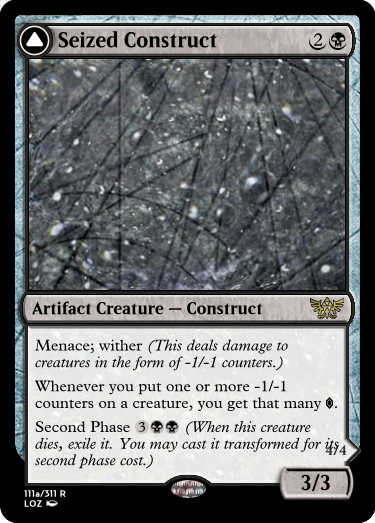 Seized Construct 2
Artifact Creature — Construct
Menace; wither (This deals damage to
creatures in the form of -1/-1 counters.)
Whenever you put one or more -1/-1
counters on a creature, you get that many .
Second Phase 3 (When this creature
dies, exile it. You may cast it transformed for its
second phase cost.)
4/4
3/3
111a/311 R
LOZ